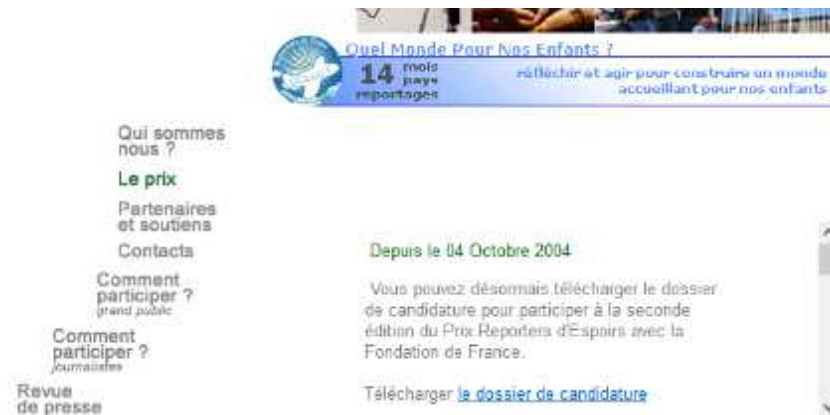 Quel Monde Pour Nos Enfants ?
14 mois
pays
reportages
réfléchir et agir pour construire un monde
accueillant pour nos enfants
Qui sommes
nous ?
Le prix
Partenaires
et soutiens
Contacts
Comment
participer ?
grand public
Comment
participer ?
journalistes
Revue
de presse
Depuis le 04 Octobre 2004
Vous pouvez désormais télécharger le dossier
de candidature pour participer à la seconde
édition du Prix Reporters d'Espoirs avec la
Fondation de France.
Télécharger le dossier de candidature